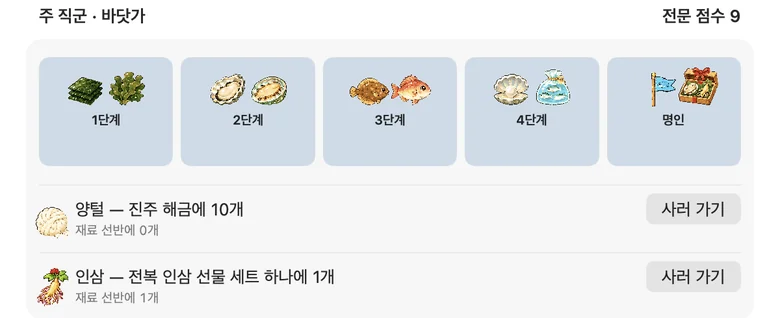 주 직군 · 바닷가
전문 점수 9
1단계
2단계
3단계
4단계
명인
양털 — 진주 해금에 10개
재료 선반에 0개
사러 가기
인삼 — 전복 인삼 선물 세트 하나에 1개
재료 선반에 1개
사러 가기